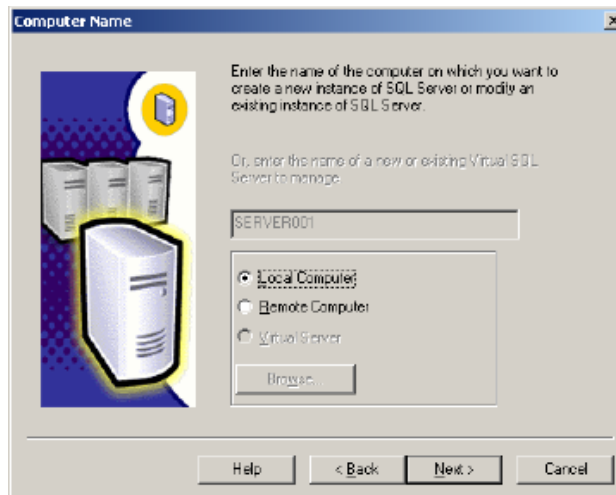 Computer Name
Enter the name of the computer on which you want to
create a new instance of SQL Server or modify an
existing instance of SQL Server.
Or, enter the name of a new or existing Virtual SQL
Server to manage.
SERVER001
Local Computer
Remote Computer
Virtual Server
Browse...
Help
< Back
Next >
Cancel